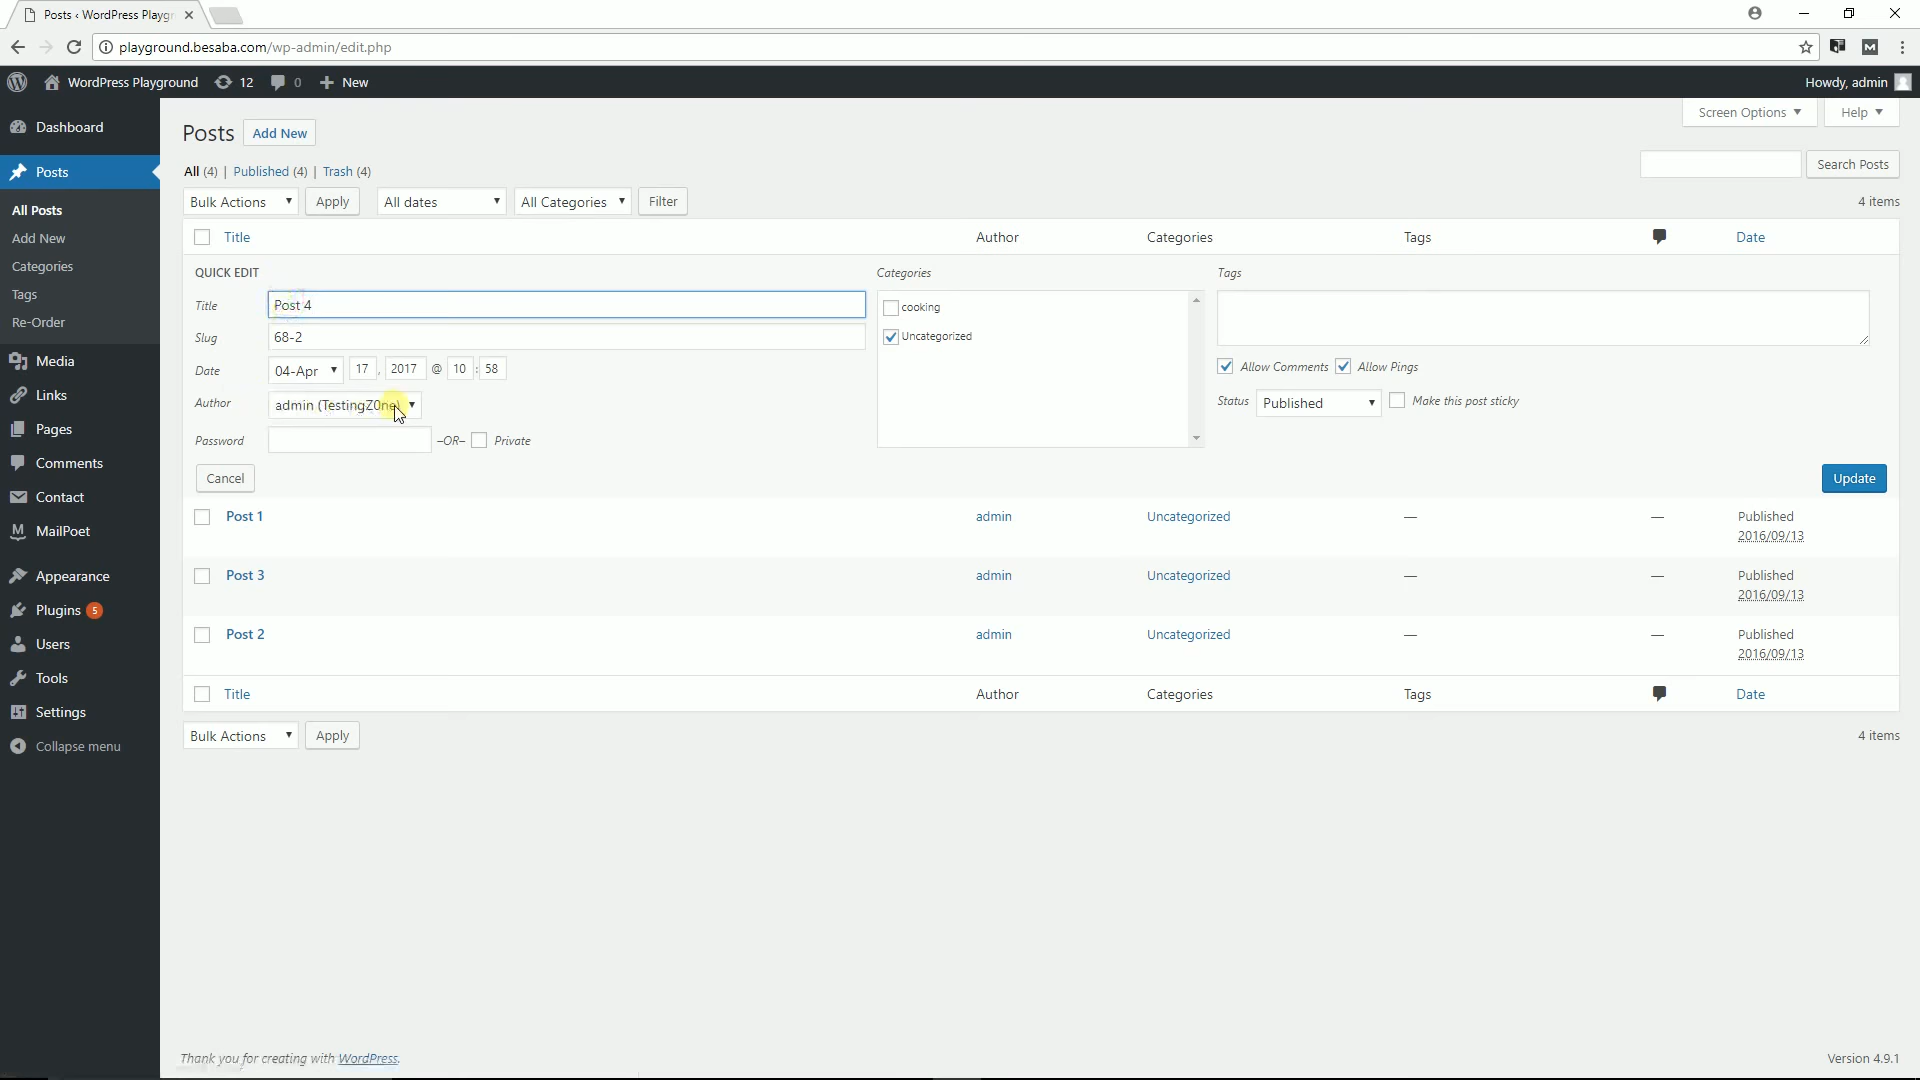 Posts ‹ WordPress Playgr
playground.besaba.com/wp-admin/edit.php
WordPress Playground 12 0 New Howdy, admin
Screen Options Help
Dashboard
Posts Add New
Posts
All (4) | Published (4) | Trash (4) Search Posts
Bulk Actions Apply All dates All Categories Filter 4 items
All Posts
Add New
Categories
Tags
Re-Order
Media
Links
Pages
Comments
Contact
MailPoet
Appearance
Plugins 5
Users
Tools
Settings
Collapse menu
Title Author Categories Tags Date
QUICK EDIT Categories Tags
Title Post 4 cooking
Slug 68-2 Uncategorized
Date 04-Apr 17 , 2017 @ 10 : 58 Allow Comments Allow Pings
Author admin (TestingZ0ne) Status Published Make this post sticky
Password –OR– Private
Cancel Update
Post 1 admin Uncategorized — — Published
2016/09/13
Post 3 admin Uncategorized — — Published
2016/09/13
Post 2 admin Uncategorized — — Published
2016/09/13
Title Author Categories Tags Date
Bulk Actions Apply 4 items
Thank you for creating with WordPress. Version 4.9.1